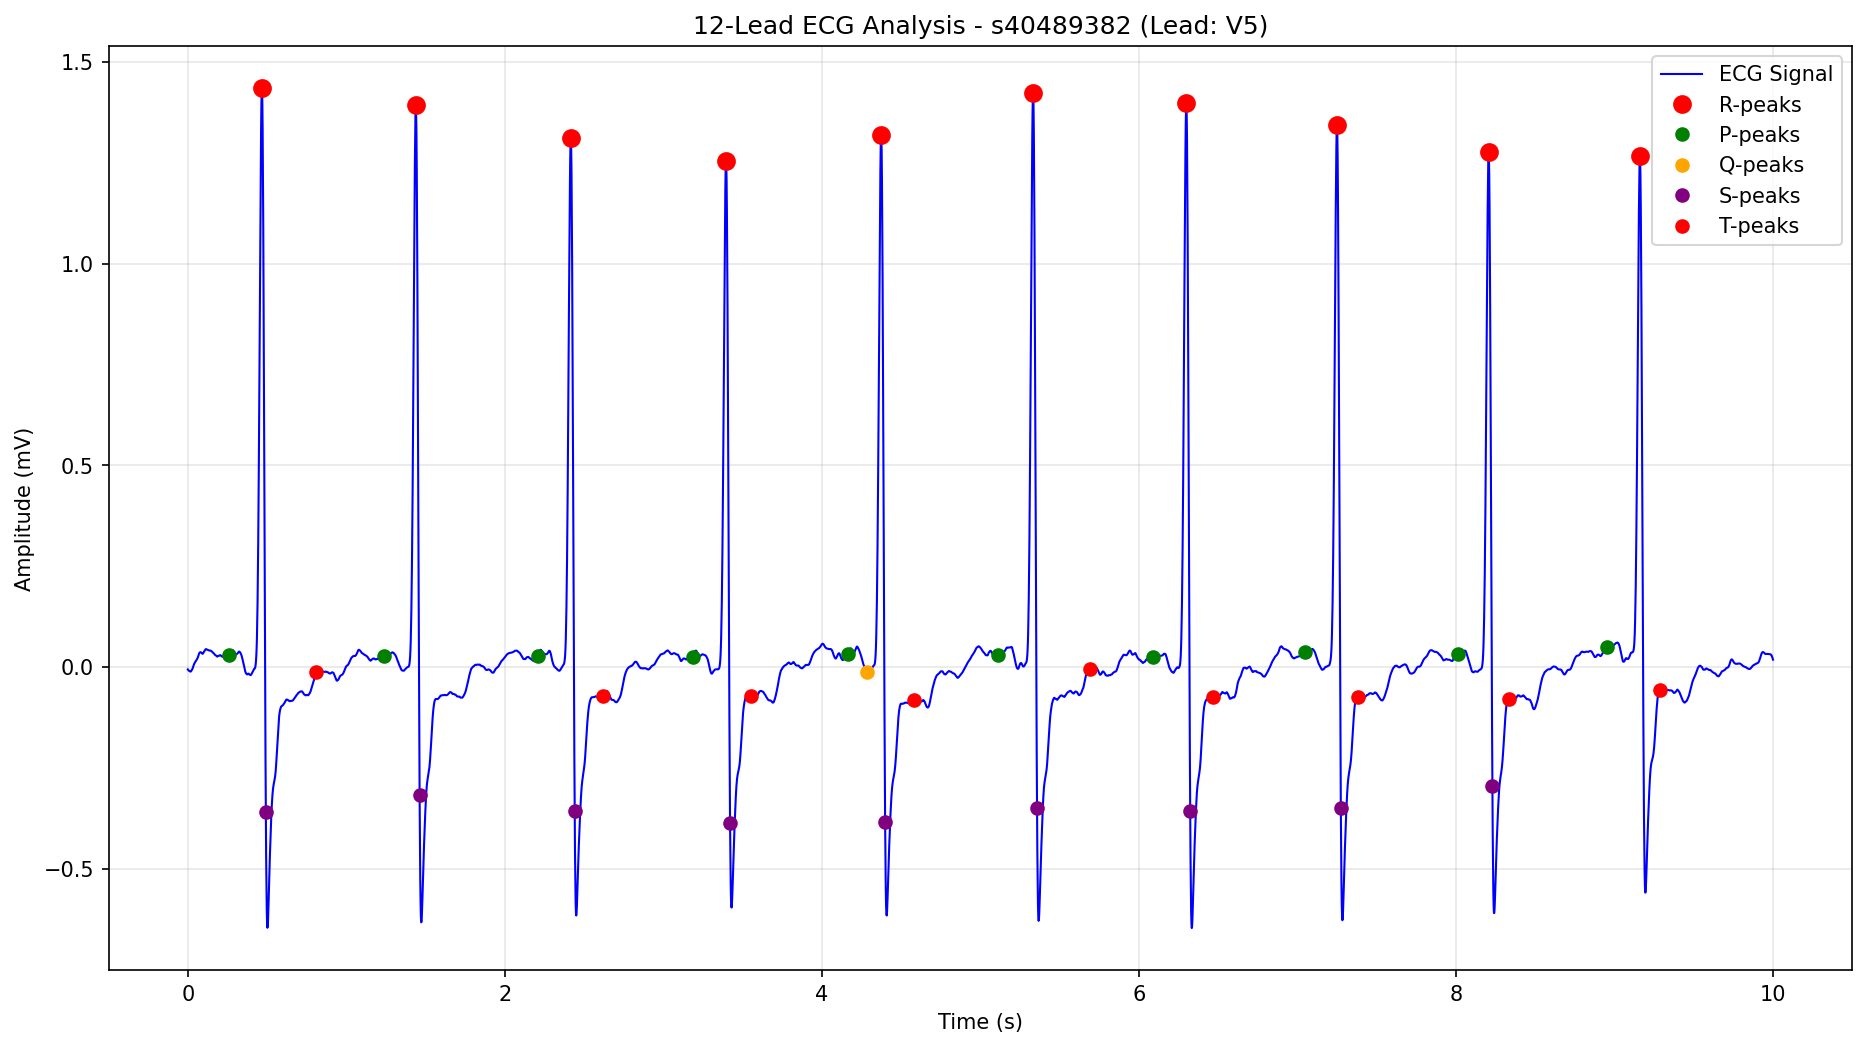 12-Lead ECG Analysis - s40489382 (Lead: V5)
ECG Signal
R-peaks
P-peaks
Q-peaks
S-peaks
T-peaks
Amplitude (mV)
1.5
1.0
0.5
0.0
−0.5
0 2 4 6 8 10
Time (s)